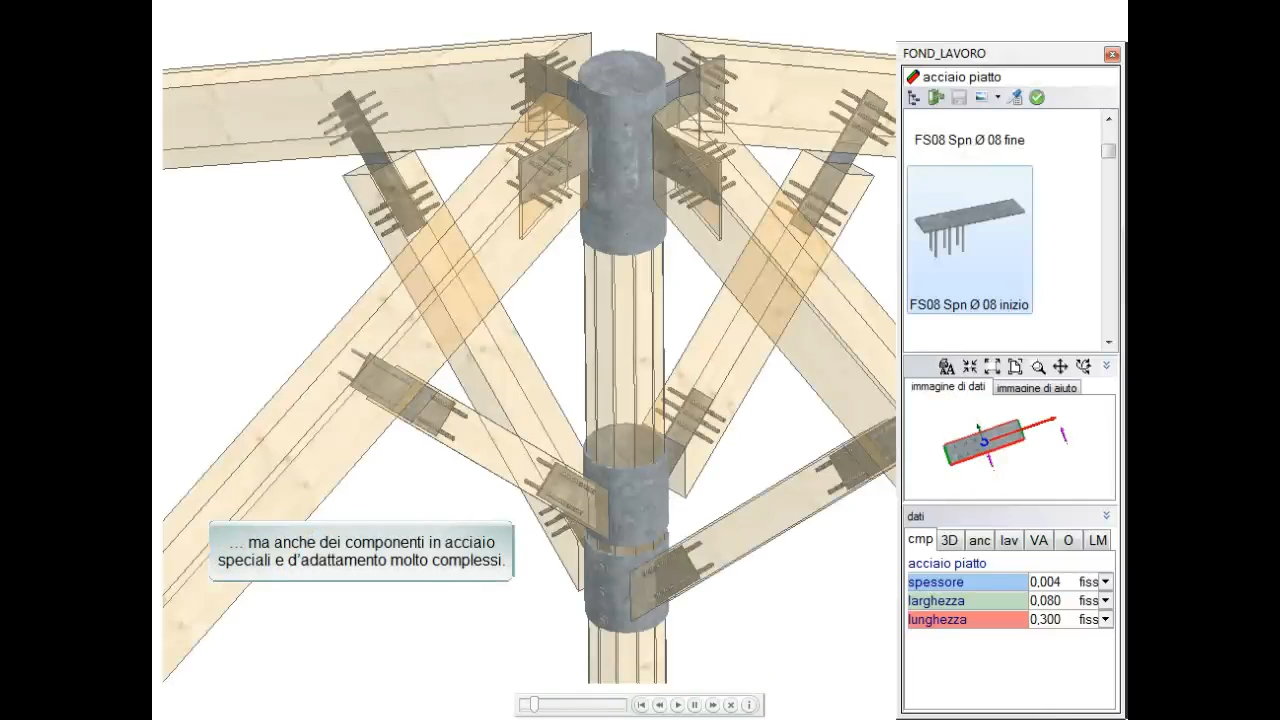 FOND_LAVORO
acciaio piatto
FS08 Spn Ø 08 fine
FS08 Spn Ø 08 inizio
immagine di dati
immagine di aiuto
dati
cmp 3D anc lav VA O LM
acciaio piatto
spessore 0,004 fiss
larghezza 0,080 fiss
lunghezza 0,300 fiss
... ma anche dei componenti in acciaio
speciali e d'adattamento molto complessi.